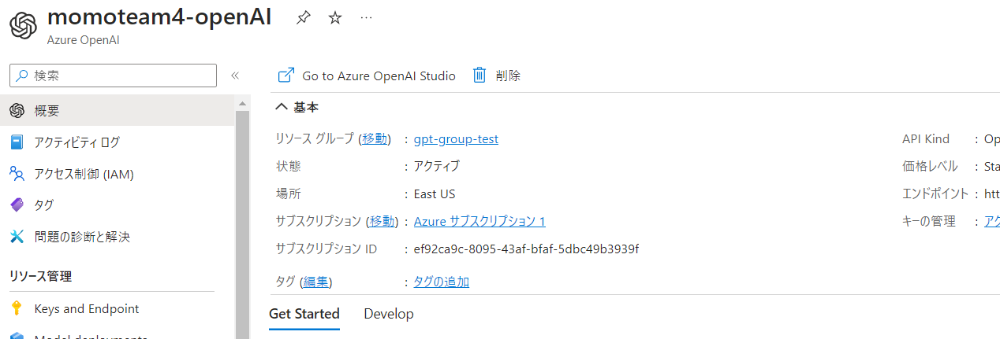 momoteam4-openAI
Azure OpenAI
検索
概要
アクティビティ ログ
アクセス制御 (IAM)
タグ
問題の診断と解決
リソース管理
Keys and Endpoint
Model deployments
Go to Azure OpenAI Studio 削除
基本
リソース グループ (移動) : gpt-group-test
状態 : アクティブ
場所 : East US
サブスクリプション (移動) : Azure サブスクリプション 1
サブスクリプション ID : ef92ca9c-8095-43af-bfaf-5dbc49b3939f
タグ (編集) : タグの追加
API Kind : Op
価格レベル : Sta
エンドポイント : htt
キーの管理 : アク
Get Started Develop